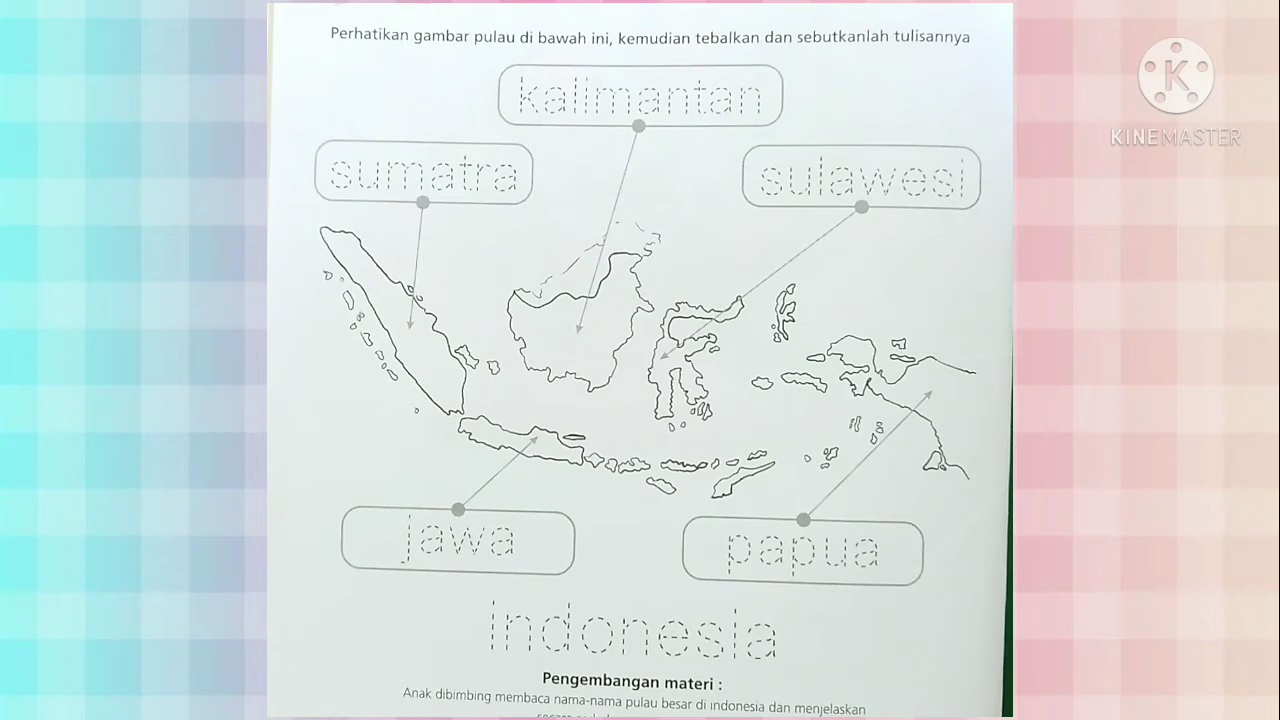 Perhatikan gambar pulau di bawah ini, kemudian tebalkan dan sebutkanlah tulisannya
kalimantan
sumatra
sulawesi
K
KINEMASTER
jawa
papua
indonesia
Pengembangan materi :
Anak dibimbing membaca nama-nama pulau besar di indonesia dan menjelaskan